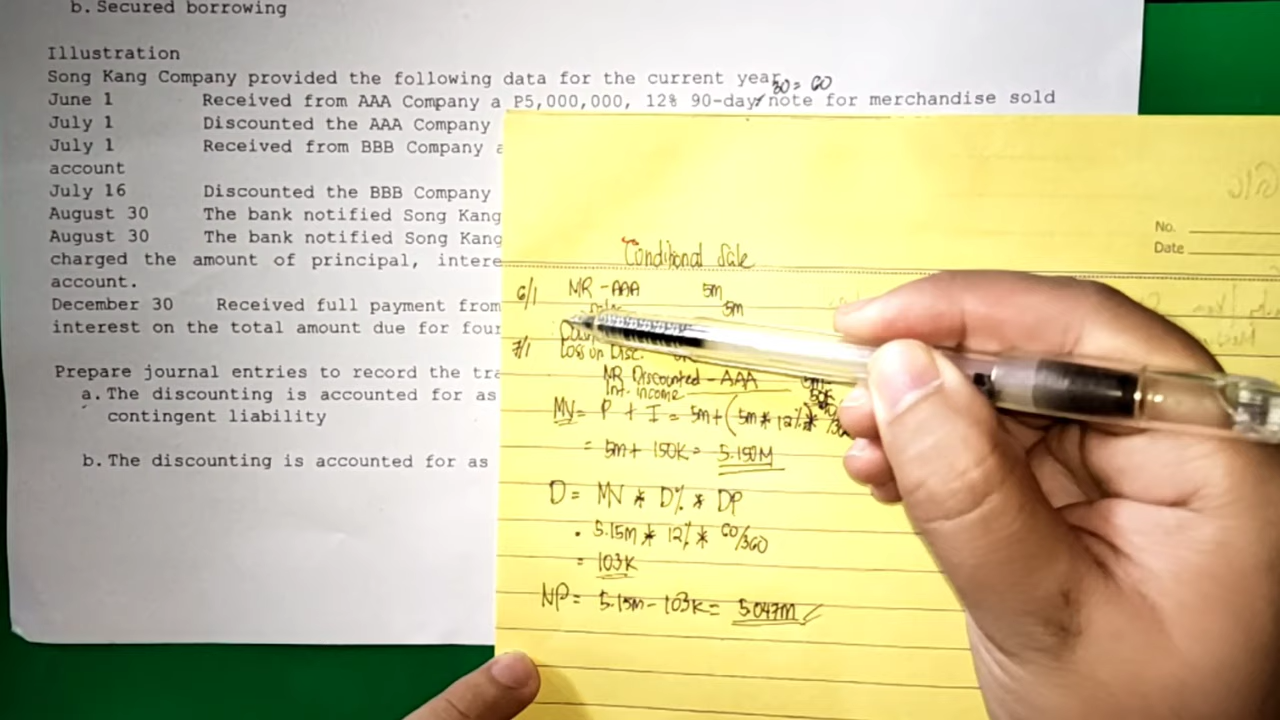 b. Secured borrowing
Illustration
Song Kang Company provided the following data for the current year
30 = 60
June 1 Received from AAA Company a P5,000,000, 12% 90-day note for merchandise sold
July 1 Discounted the AAA Company
July 1 Received from BBB Company a
account
July 16 Discounted the BBB Company
August 30 The bank notified Song Kang
August 30 The bank notified Song Kang
charged the amount of principal, intere
account.
December 30 Received full payment from
interest on the total amount due for four
Prepare journal entries to record the tra
a. The discounting is accounted for as
contingent liability
b. The discounting is accounted for as
No.
Date
Conditional Sale
6/1 NR - AAA 5m
5m
7/1 Loss on Disc.
NR Discounted - AAA
Int. income
MV = P + I = 5m + (5m * 12% *
= 5m + 150K = 5.150M
D = MV * D% * DP
= 5.15m * 12% * 60/360
= 103K
NP = 5.15m - 103K = 5.047m